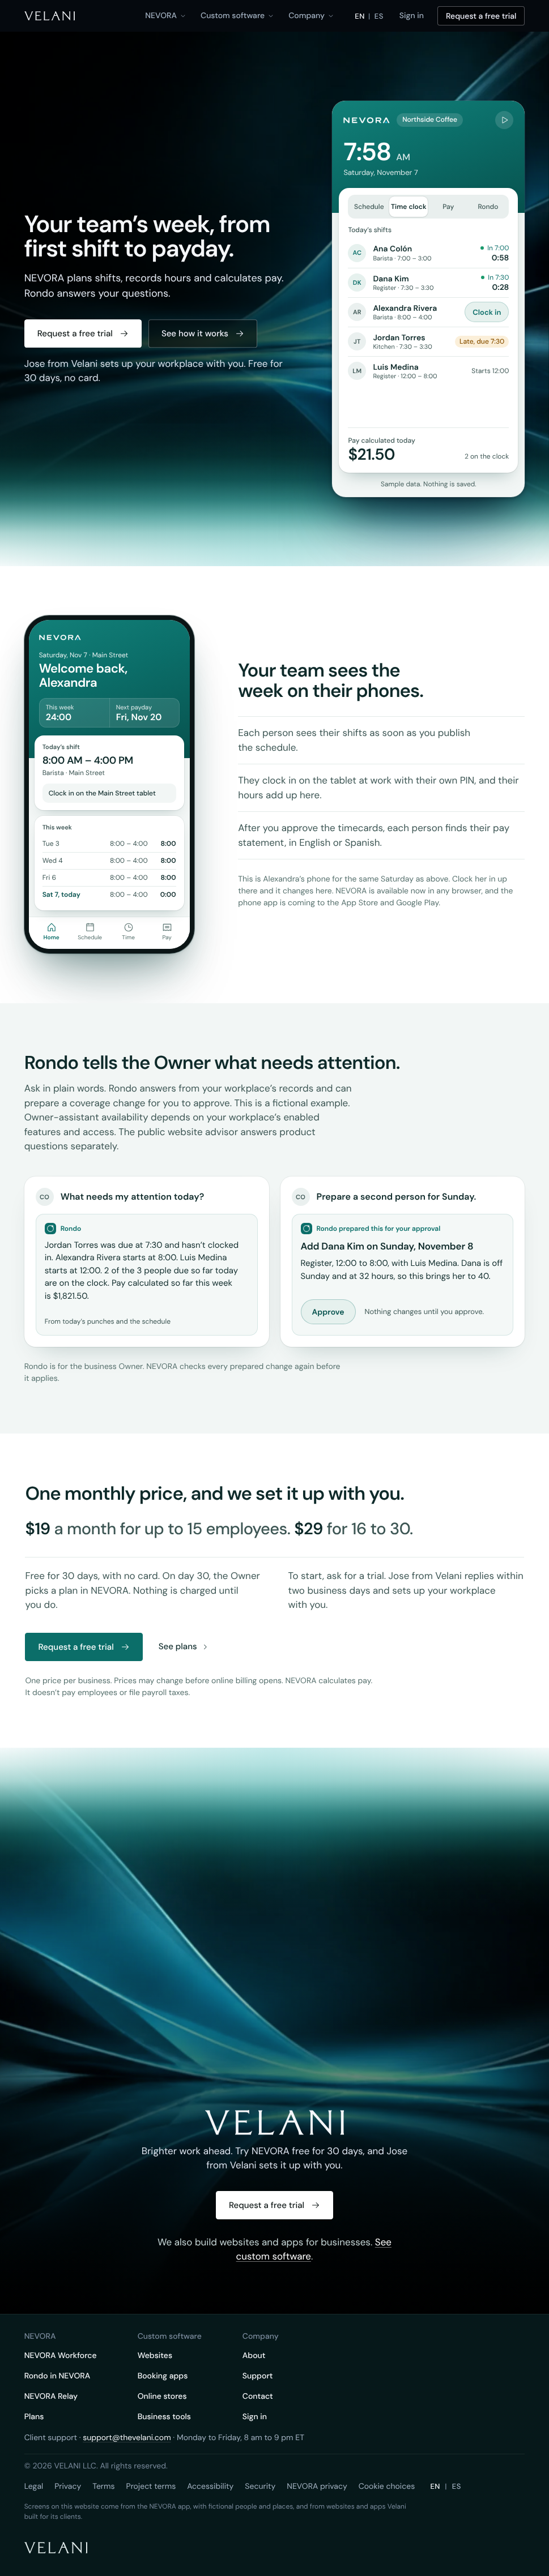 VELANI
NEVORA
Custom software
Company
EN | ES
Sign in
Request a free trial
Your team's week, from
first shift to payday.
NEVORA plans shifts, records hours and calculates pay.
Rondo answers your questions.
Request a free trial
See how it works
Jose from Velani sets up your workplace with you. Free for
30 days, no card.
NEVORA
Northside Coffee
7:58 AM
Saturday, November 7
Schedule
Time clock
Pay
Rondo
Today's shifts
AC
Ana Colón
Barista · 7:00 – 3:00
In 7:00
0:58
DK
Dana Kim
Register · 7:30 – 3:30
In 7:30
0:28
AR
Alexandra Rivera
Barista · 8:00 – 4:00
Clock in
JT
Jordan Torres
Kitchen · 7:30 – 3:30
Late, due 7:30
LM
Luis Medina
Register · 12:00 – 8:00
Starts 12:00
Pay calculated today
$21.50
2 on the clock
Sample data. Nothing is saved.
NEVORA
Saturday, Nov 7 · Main Street
Welcome back,
Alexandra
This week
24:00
Next payday
Fri, Nov 20
Today's shift
8:00 AM – 4:00 PM
Barista · Main Street
Clock in on the Main Street tablet
This week
Tue 3 8:00 – 4:00 8:00
Wed 4 8:00 – 4:00 8:00
Fri 6 8:00 – 4:00 8:00
Sat 7, today 8:00 – 4:00 0:00
Home
Schedule
Time
Pay
Your team sees the
week on their phones.
Each person sees their shifts as soon as you publish
the schedule.
They clock in on the tablet at work with their own PIN, and their
hours add up here.
After you approve the timecards, each person finds their pay
statement, in English or Spanish.
This is Alexandra's phone for the same Saturday as above. Clock her in up
there and it changes here. NEVORA is available now in any browser, and the
phone app is coming to the App Store and Google Play.
Rondo tells the Owner what needs attention.
Ask in plain words. Rondo answers from your workplace's records and can
prepare a coverage change for you to approve. This is a fictional example.
Owner-assistant availability depends on your workplace's enabled
features and access. The public website advisor answers product
questions separately.
CO
What needs my attention today?
Rondo
Jordan Torres was due at 7:30 and hasn't clocked
in. Alexandra Rivera starts at 8:00. Luis Medina
starts at 12:00. 2 of the 3 people due so far today
are on the clock. Pay calculated so far this week
is $1,821.50.
From today's punches and the schedule
CO
Prepare a second person for Sunday.
Rondo prepared this for your approval
Add Dana Kim on Sunday, November 8
Register, 12:00 to 8:00, with Luis Medina. Dana is off
Sunday and at 32 hours, so this brings her to 40.
Approve
Nothing changes until you approve.
Rondo is for the business Owner. NEVORA checks every prepared change again before
it applies.
One monthly price, and we set it up with you.
$19 a month for up to 15 employees. $29 for 16 to 30.
Free for 30 days, with no card. On day 30, the Owner
picks a plan in NEVORA. Nothing is charged until
you do.
To start, ask for a trial. Jose from Velani replies within
two business days and sets up your workplace
with you.
Request a free trial
See plans
One price per business. Prices may change before online billing opens. NEVORA calculates pay.
It doesn't pay employees or file payroll taxes.
VELANI
Brighter work ahead. Try NEVORA free for 30 days, and Jose
from Velani sets it up with you.
Request a free trial
We also build websites and apps for businesses. See
custom software.
NEVORA
NEVORA Workforce
Rondo in NEVORA
NEVORA Relay
Plans
Custom software
Websites
Booking apps
Online stores
Business tools
Company
About
Support
Contact
Sign in
Client support · support@thevelani.com · Monday to Friday, 8 am to 9 pm ET
© 2026 VELANI LLC. All rights reserved.
Legal
Privacy
Terms
Project terms
Accessibility
Security
NEVORA privacy
Cookie choices
EN | ES
Screens on this website come from the NEVORA app, with fictional people and places, and from websites and apps Velani
built for its clients.
VELANI